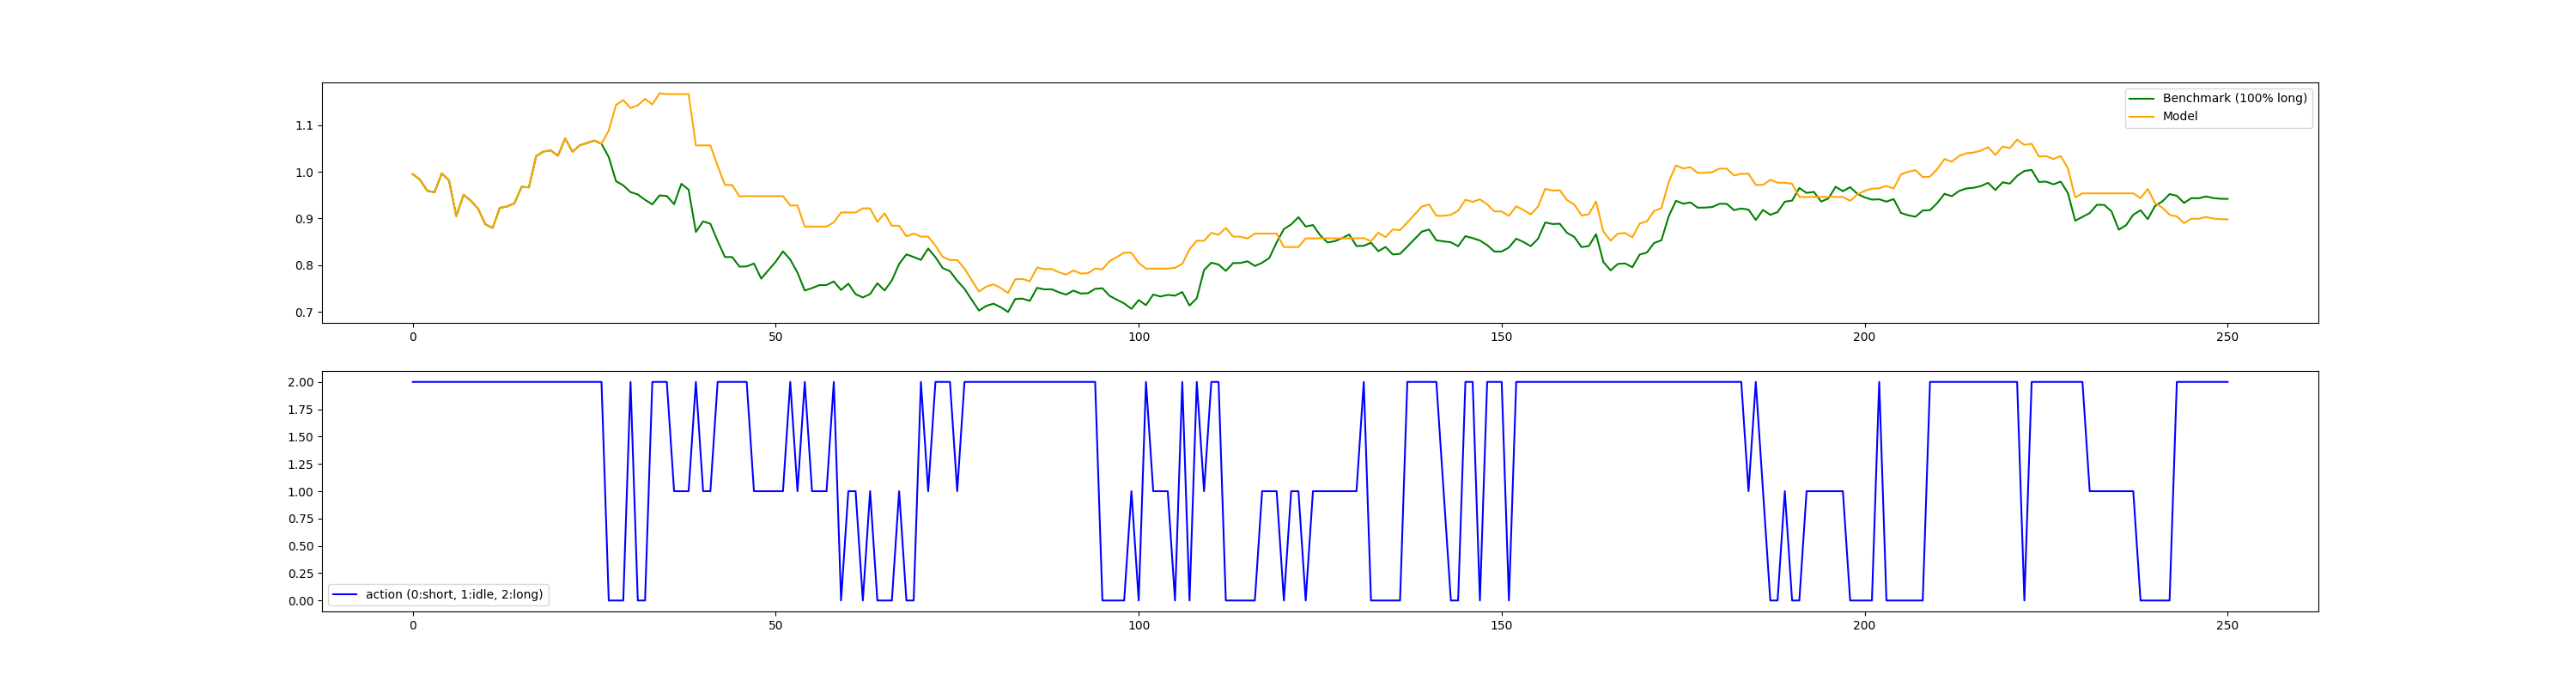 1.1
1.0
0.9
0.8
0.7
Benchmark (100% long)
Model
0 50 100 150 200 250
2.00
1.75
1.50
1.25
1.00
0.75
0.50
0.25
0.00
action (0:short, 1:idle, 2:long)
0 50 100 150 200 250